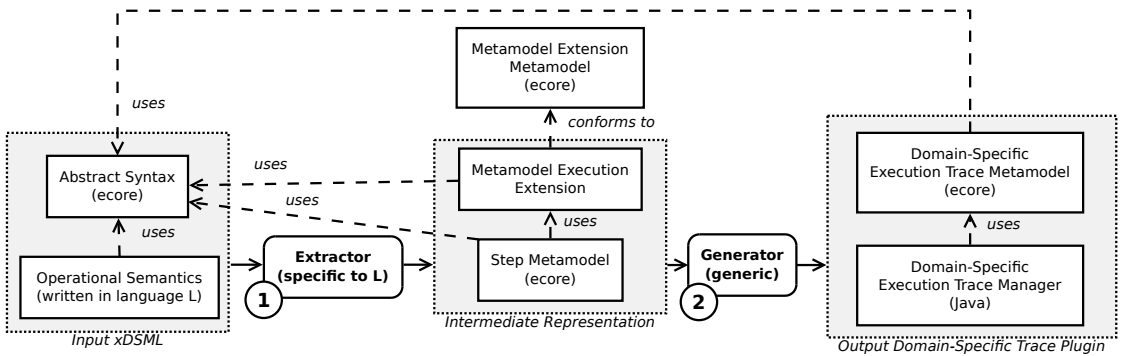 Metamodel Extension
Metamodel
(ecore)
uses
conforms to
Abstract Syntax
(ecore)
uses
Metamodel Execution
Extension
Domain-Specific
Execution Trace Metamodel
(ecore)
uses
uses
uses
uses
Operational Semantics
(written in language L)
Extractor
(specific to L)
1
Step Metamodel
(ecore)
Generator
(generic)
2
Domain-Specific
Execution Trace Manager
(Java)
Input xDSML
Intermediate Representation
Output Domain-Specific Trace Plugin